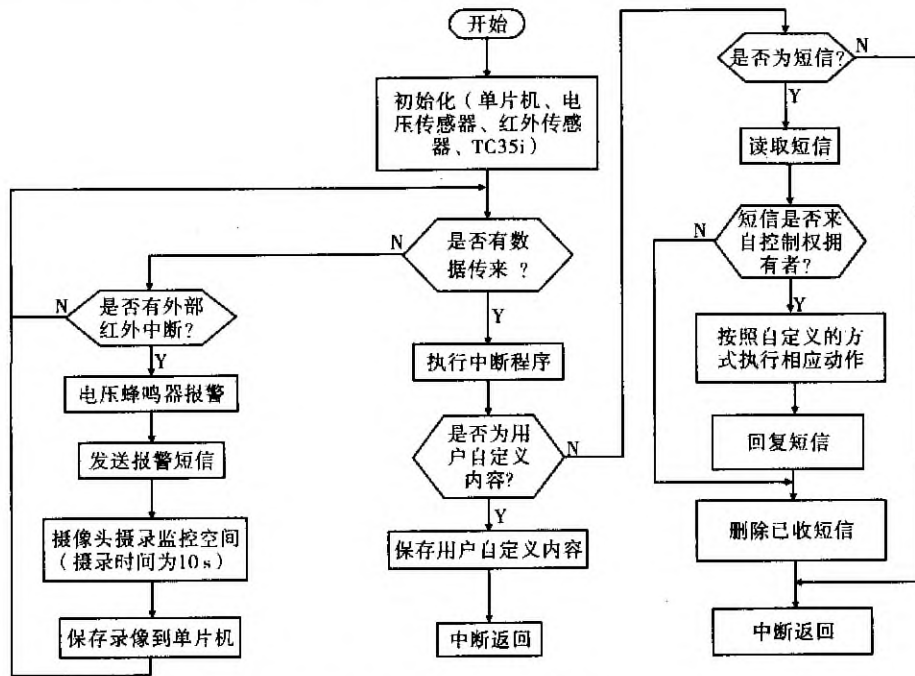 开始
初始化（单片机、电
压传感器、红外传感
器、TC35i）
是否有数
据传来？
N
Y
是否有外部
红外中断？
N
Y
电压蜂鸣器报警
发送报警短信
摄像头摄录监控空间
（摄录时间为10 s）
保存录像到单片机
执行中断程序
是否为用
户自定义
内容？
N
Y
保存用户自定义内容
中断返回
是否为短信？
N
Y
读取短信
短信是否来
自控制权拥
有者？
N
Y
按照自定义的方
式执行相应动作
回复短信
删除已收短信
中断返回